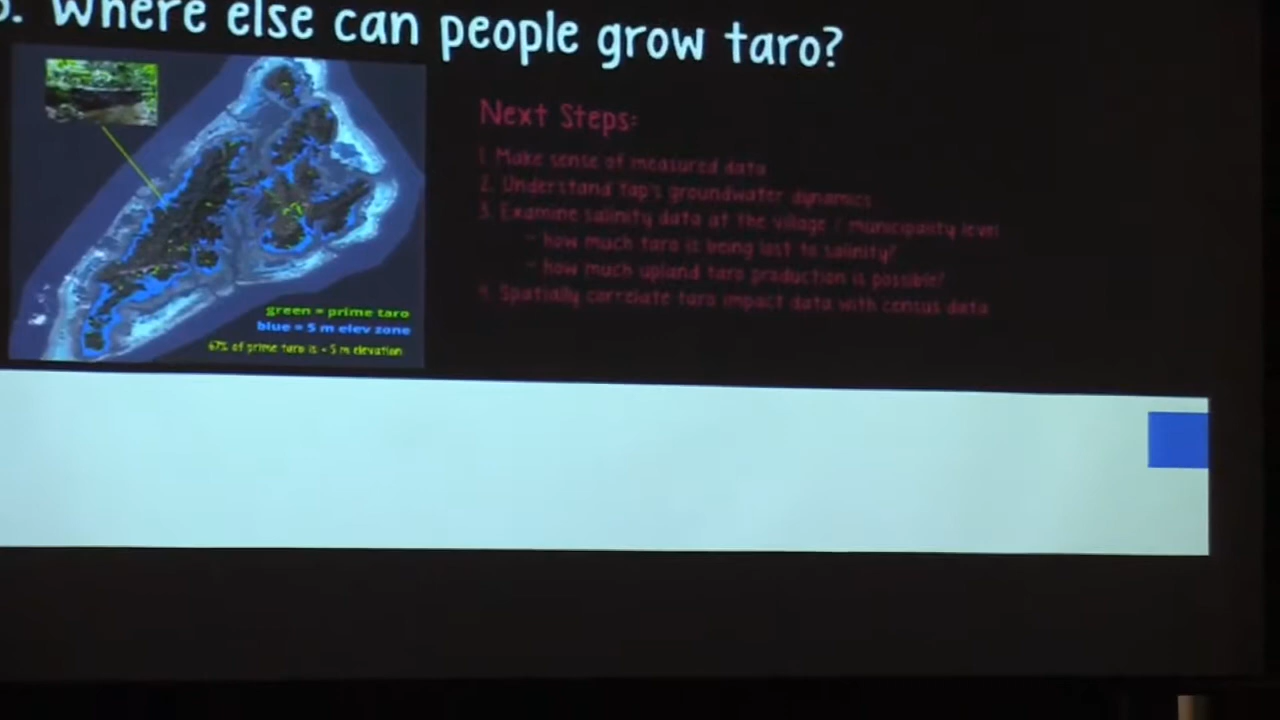 . Where else can people grow taro?
green = prime taro
blue = 5 m elev zone
67% of prime taro is < 5 m elevation
Next Steps:
1. Make sense of measured data
2. Understand Yap's groundwater dynamics
3. Examine salinity data at the village / municipality level
- how much taro is being lost to salinity?
- how much upland taro production is possible?
4. Spatially correlate taro impact data with census data